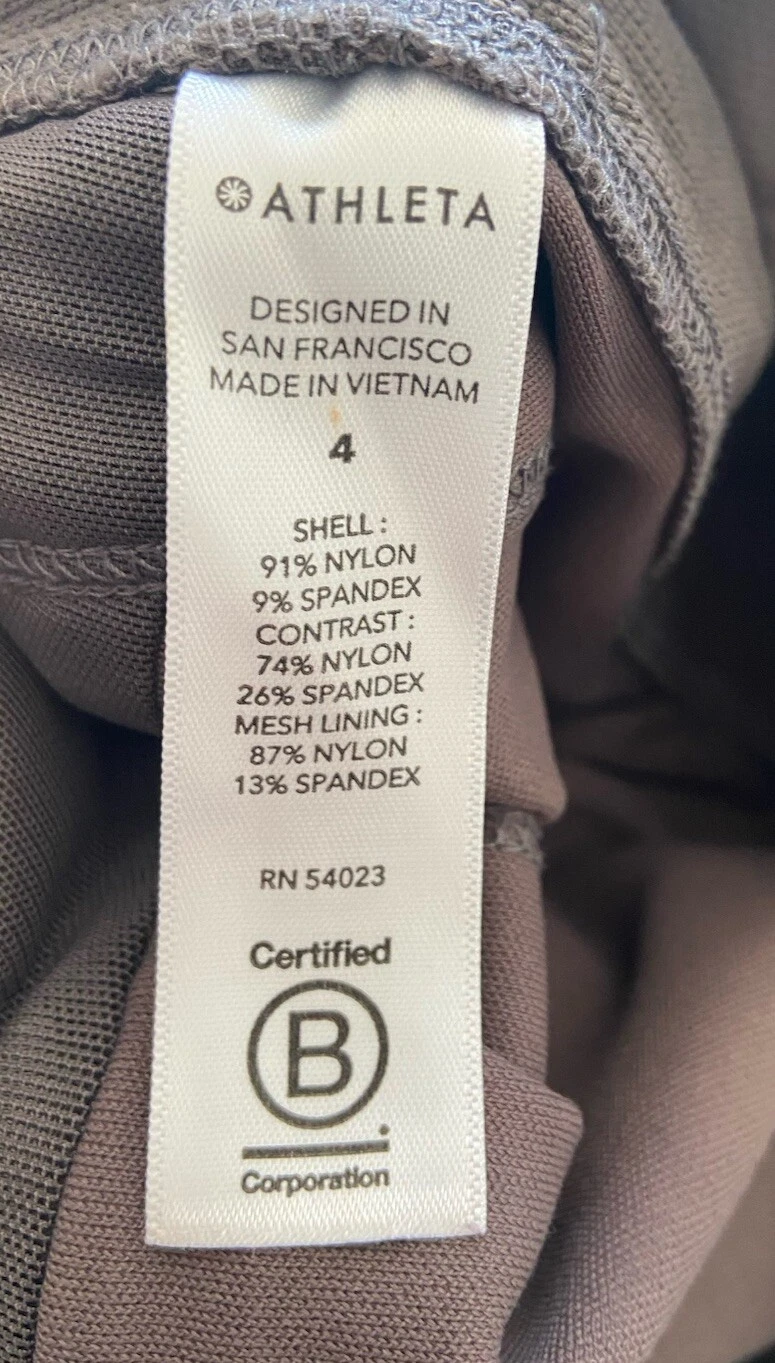 ATHLETA
DESIGNED IN
SAN FRANCISCO
MADE IN VIETNAM
4
SHELL :
91% NYLON
9% SPANDEX
CONTRAST :
74% NYLON
26% SPANDEX
MESH LINING :
87% NYLON
13% SPANDEX
RN 54023
Certified
B
Corporation